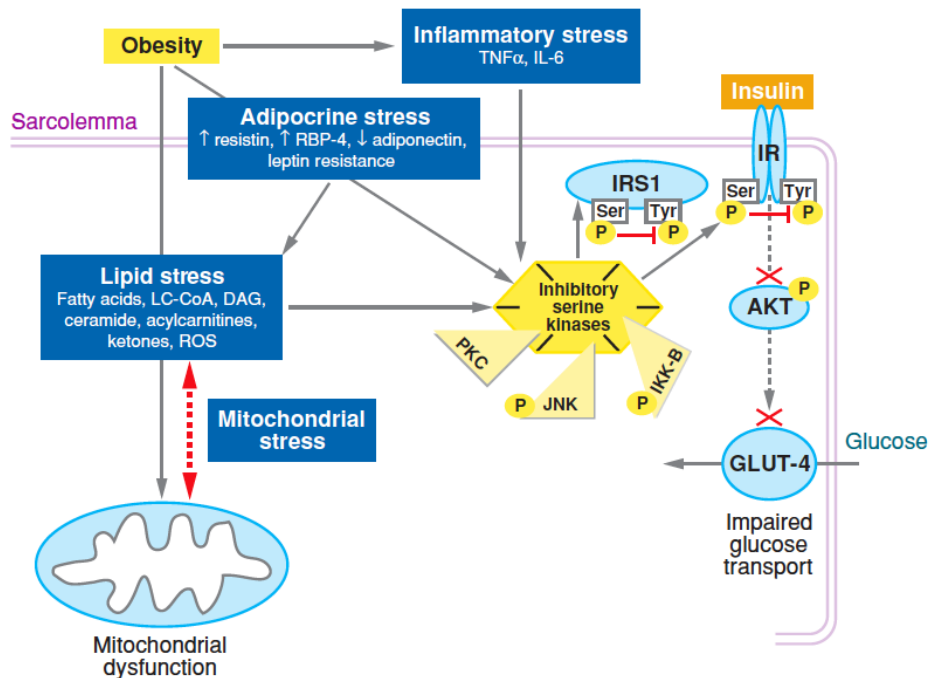 Obesity
Inflammatory stress
TNFα, IL-6
Insulin
Sarcolemma
Adipocrine stress
↑ resistin, ↑ RBP-4, ↓ adiponectin,
leptin resistance
IR
IRS1
Ser Tyr
P P
Ser Tyr
P P
Lipid stress
Fatty acids, LC-CoA, DAG,
ceramide, acylcarnitines,
ketones, ROS
Inhibitory
serine
kinases
P
AKT
PKC
P JNK
P IKK-B
Mitochondrial
stress
Glucose
GLUT-4
Impaired
glucose
transport
Mitochondrial
dysfunction